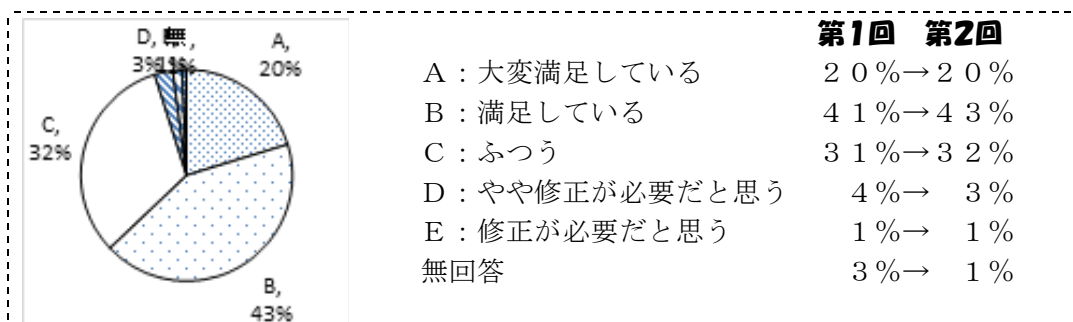 第1回 第2回
A：大変満足している 20%→20%
B：満足している 41%→43%
C：ふつう 31%→32%
D：やや修正が必要だと思う 4%→ 3%
E：修正が必要だと思う 1%→ 1%
無回答 3%→ 1%
D,
3%
無,
1%
A,
20%
C,
32%
B,
43%